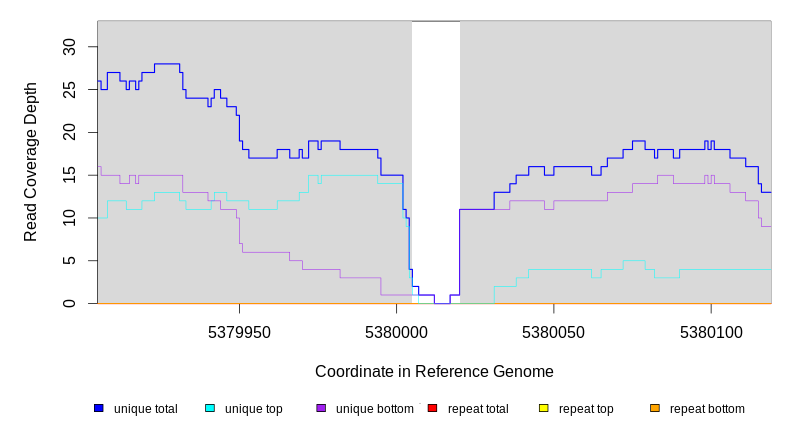 30
25
20
15
10
5
0
Read Coverage Depth
5379950 5380000 5380050 5380100
Coordinate in Reference Genome
unique total unique top unique bottom repeat total repeat top repeat bottom